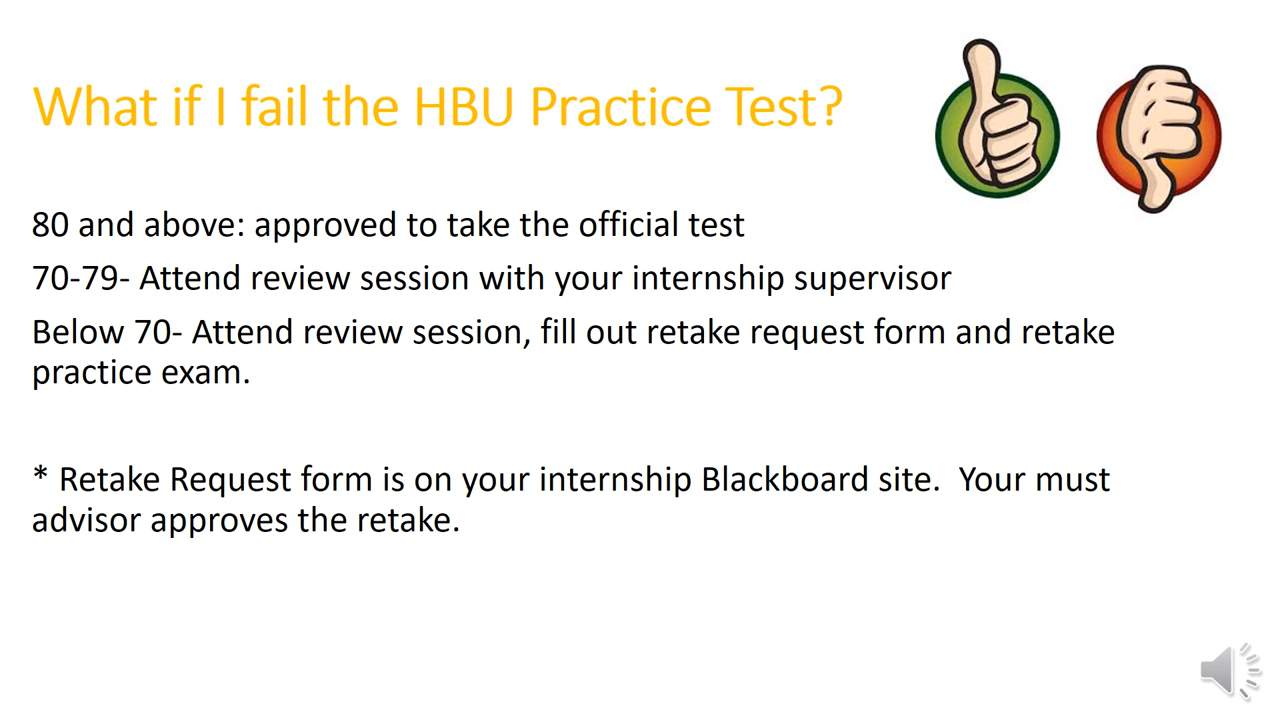 What if I fail the HBU Practice Test?
80 and above: approved to take the official test
70-79- Attend review session with your internship supervisor
Below 70- Attend review session, fill out retake request form and retake
practice exam.
* Retake Request form is on your internship Blackboard site.  Your must
advisor approves the retake.